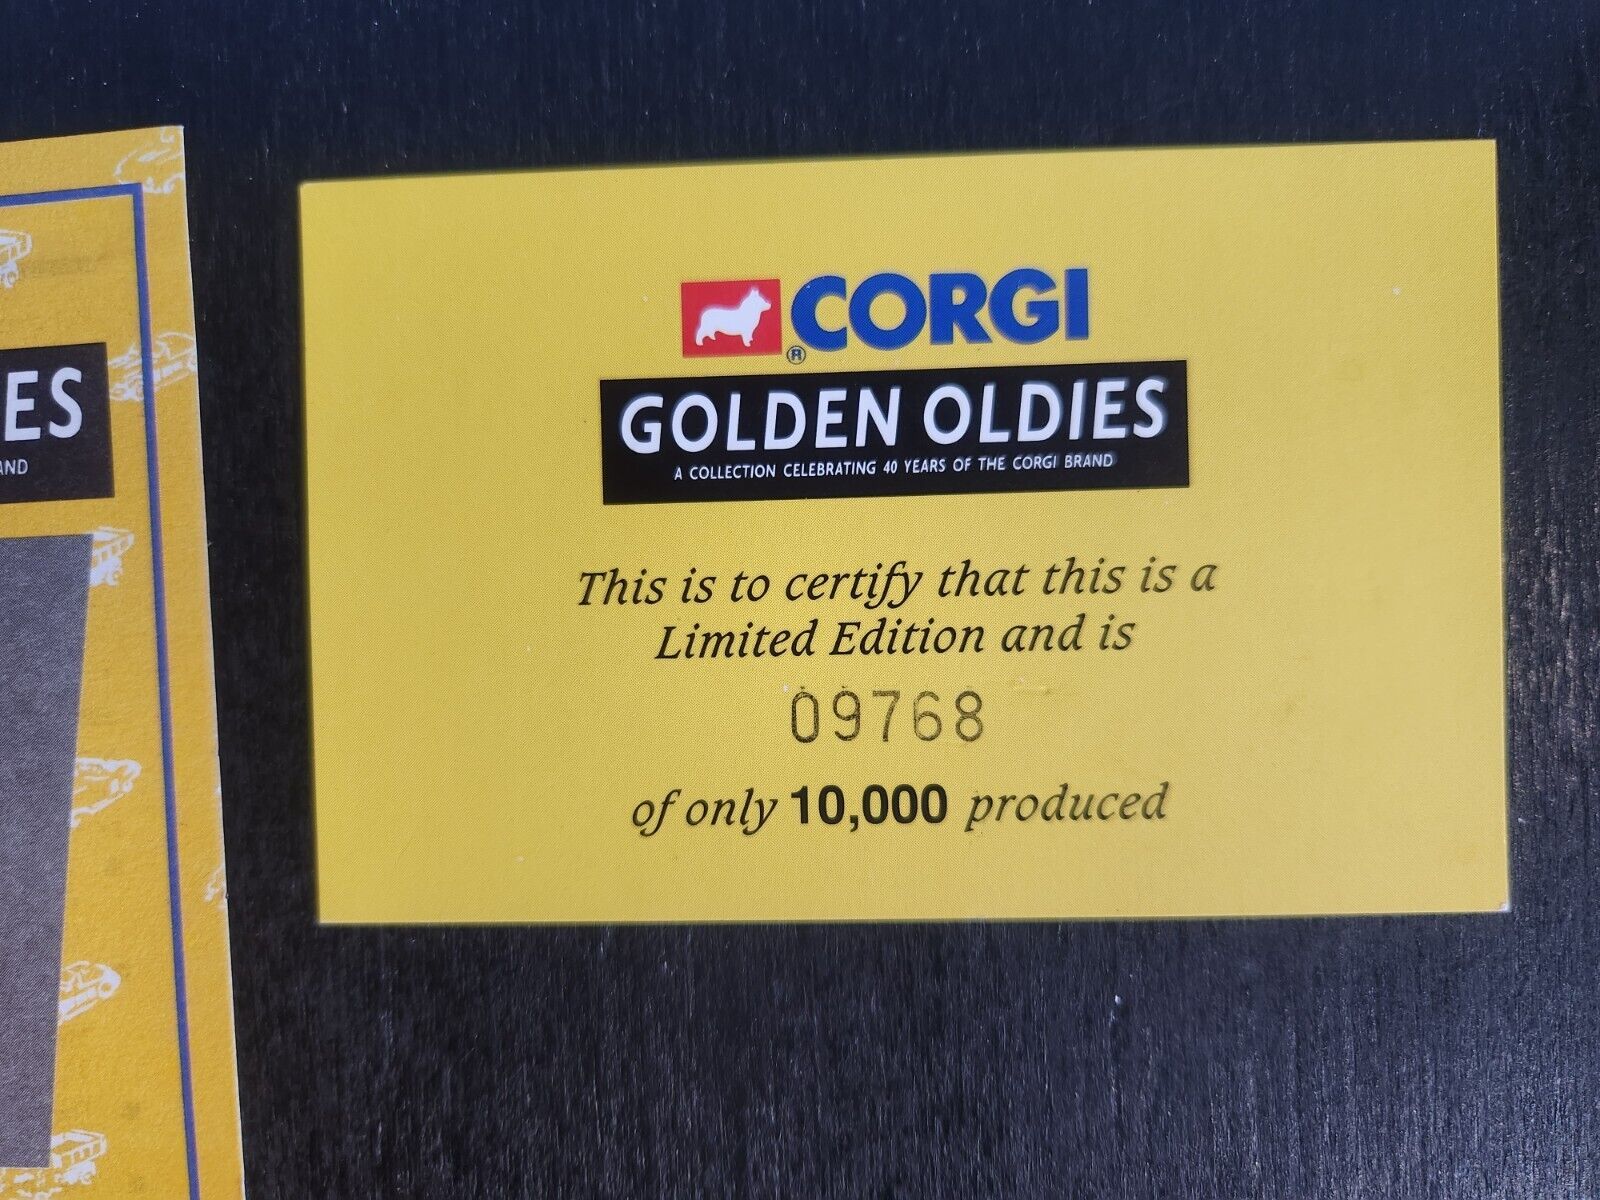 ES
AND
® CORGI
GOLDEN OLDIES
A COLLECTION CELEBRATING 40 YEARS OF THE CORGI BRAND
This is to certify that this is a
Limited Edition and is
09768
of only 10,000 produced